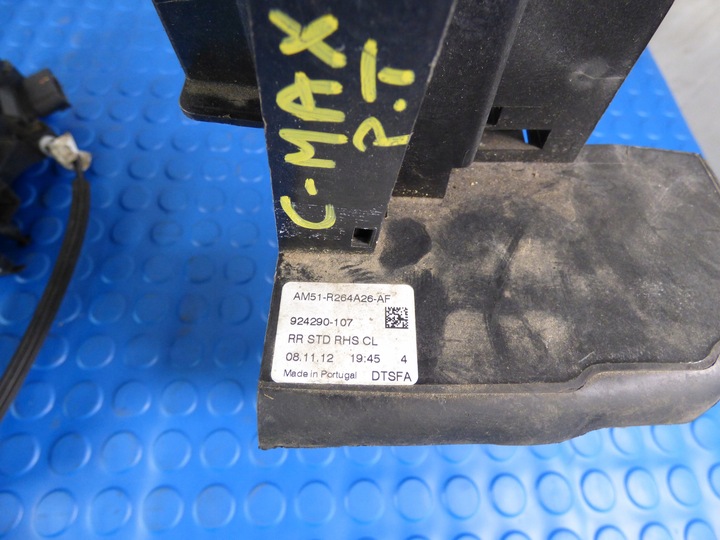 C-MAX
P.T
AM51-R264A26-AF
924290-107
RR STD RHS CL
08.11.12 19:45 4
Made in Portugal DTSFA